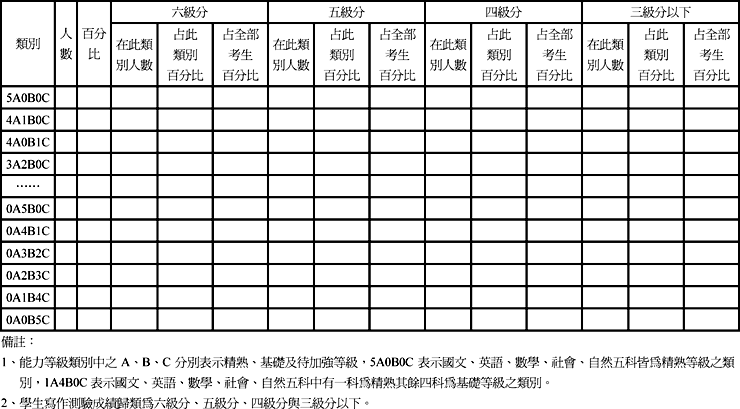 類別 人數 百分比 六級分 五級分 四級分 三級分以下
在此類別人數 占此類別百分比 占全部考生百分比 在此類別人數 占此類別百分比 占全部考生百分比 在此類別人數 占此類別百分比 占全部考生百分比 在此類別人數 占此類別百分比 占全部考生百分比
5A0B0C
4A1B0C
4A0B1C
3A2B0C
……
0A5B0C
0A4B1C
0A3B2C
0A2B3C
0A1B4C
0A0B5C
備註：
1、能力等級類別中之 A、B、C 分別表示精熟、基礎及待加強等級，5A0B0C 表示國文、英語、數學、社會、自然五科皆為精熟等級之類
別，1A4B0C 表示國文、英語、數學、社會、自然五科中有一科為精熟其餘四科為基礎等級之類別。
2、學生寫作測驗成績歸類為六級分、五級分、四級分與三級分以下。